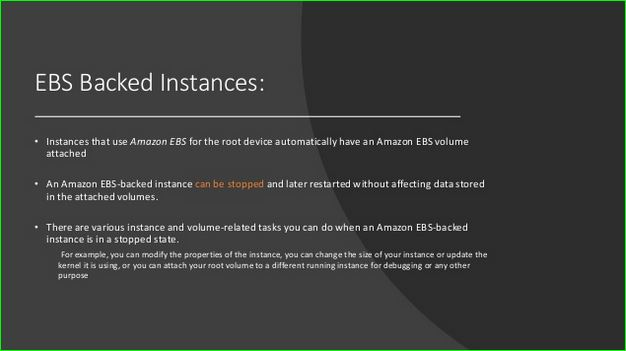 EBS Backed Instances:
• Instances that use Amazon EBS for the root device automatically have an Amazon EBS volume
attached
• An Amazon EBS-backed instance can be stopped and later restarted without affecting data stored
in the attached volumes.
• There are various instance and volume-related tasks you can do when an Amazon EBS-backed
instance is in a stopped state.
For example, you can modify the properties of the instance, you can change the size of your instance or update the
kernel it is using, or you can attach your root volume to a different running instance for debugging or any other
purpose